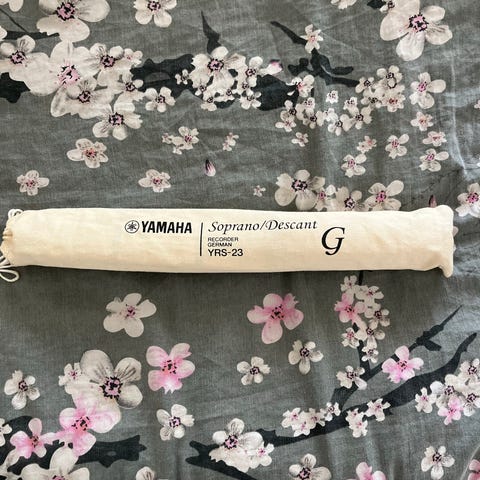 YAMAHA
Soprano/Descant
RECORDER
GERMAN
YRS-23
G